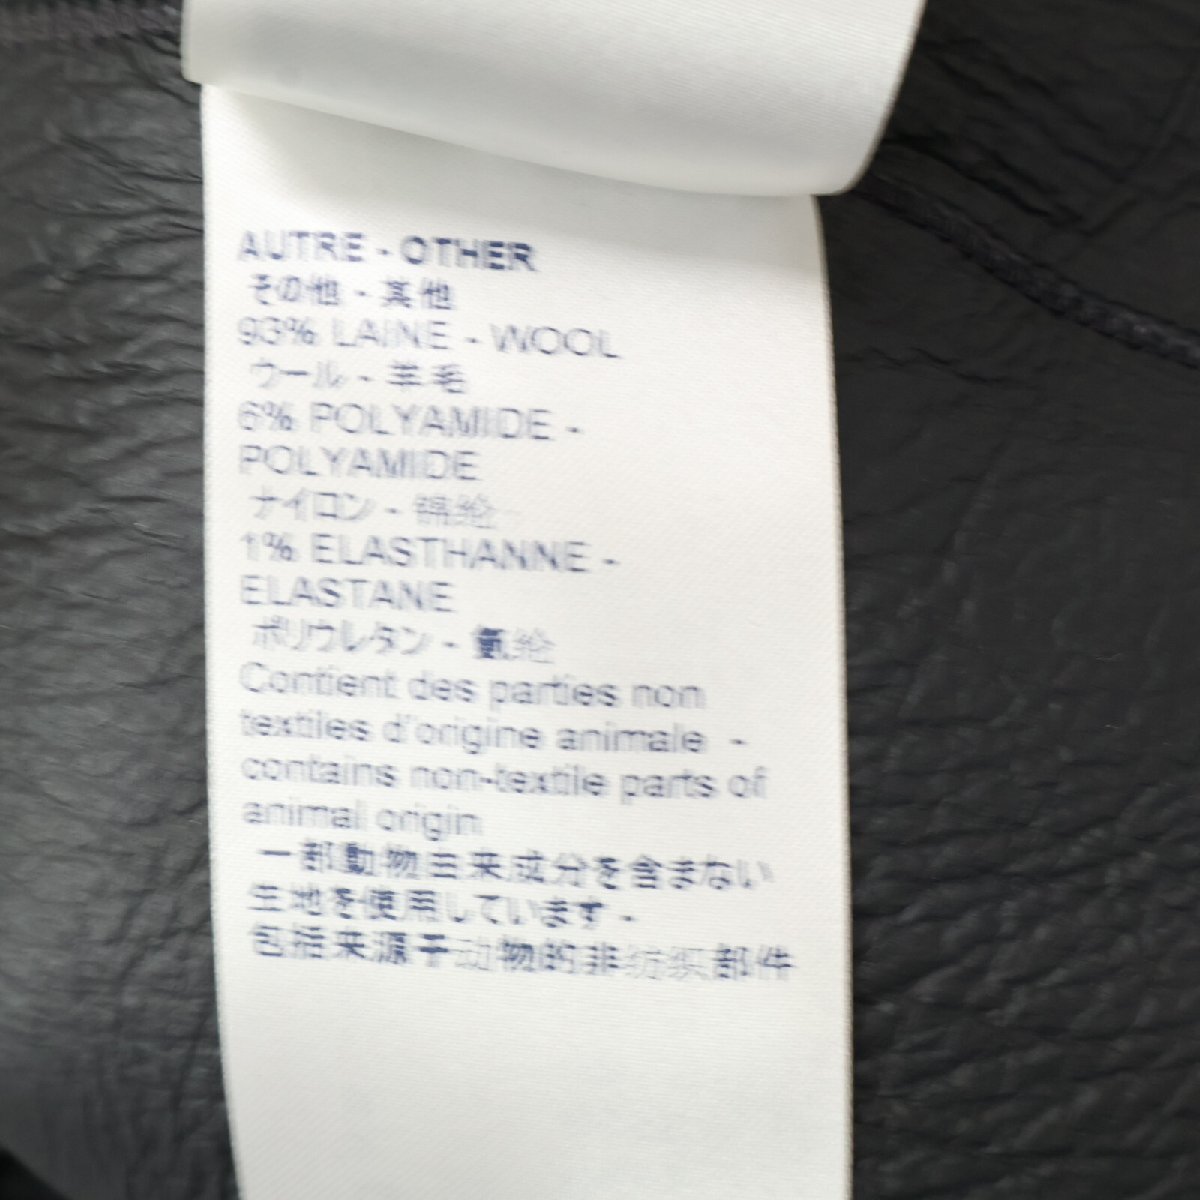 AUTRE - OTHER
その他 - 其他
93% LAINE - WOOL
ウール - 羊毛
6% POLYAMIDE -
POLYAMIDE
ナイロン - 锦纶
1% ELASTHANNE -
ELASTANE
ポリウレタン - 氨纶
Contient des parties non
textiles d'origine animale -
contains non-textile parts of
animal origin
一部動物由来成分を含まない
生地を使用しています -
包括来源于动物的非纺织部件